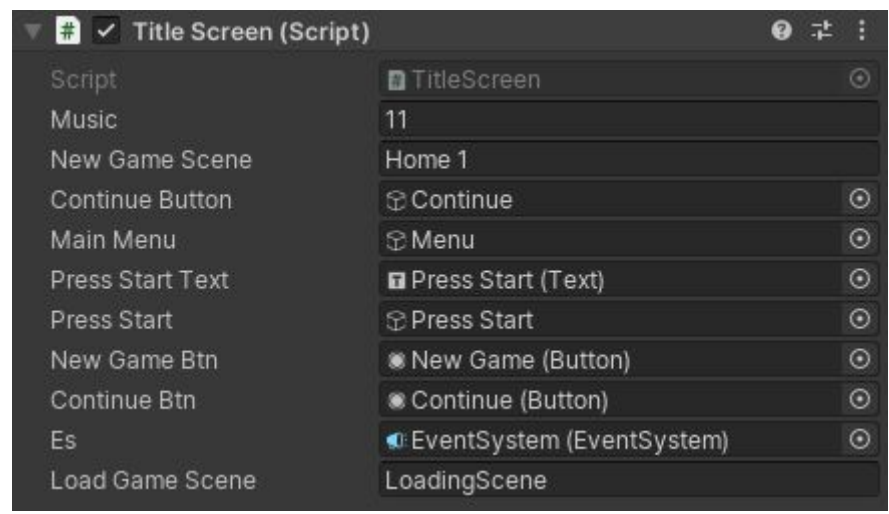 Title Screen (Script)
Script TitleScreen
Music 11
New Game Scene Home 1
Continue Button Continue
Main Menu Menu
Press Start Text Press Start (Text)
Press Start Press Start
New Game Btn New Game (Button)
Continue Btn Continue (Button)
Es EventSystem (EventSystem)
Load Game Scene LoadingScene